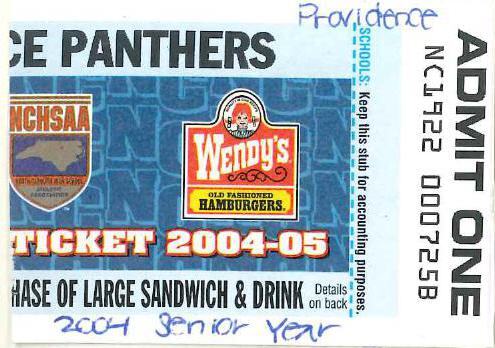 Providence
CE PANTHERS
NCHSAA
NORTH CAROLINA HIGH SCHOOL
ATHLETIC
ASSOCIATION
WENDY'S
OLD FASHIONED
HAMBURGERS.
TICKET 2004-05
HASE OF LARGE SANDWICH & DRINK Details
on back
2004 Senior Year
SCHOOLS: Keep this stub for accounting purposes.
NC1922 000725B
ADMIT ONE